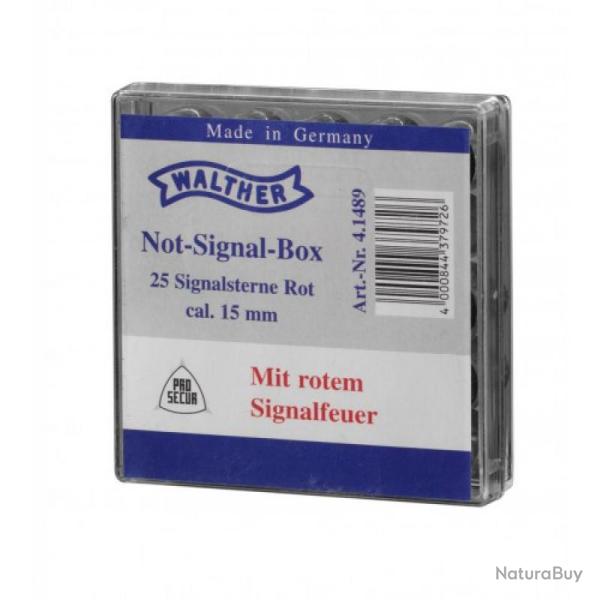 Made in Germany
WALTHER
Not-Signal-Box
25 Signalsterne Rot
cal. 15 mm
Art.-Nr. 4.1489
4 000844 379726
PRO
SECUR
Mit rotem
Signalfeuer
NaturaBuy